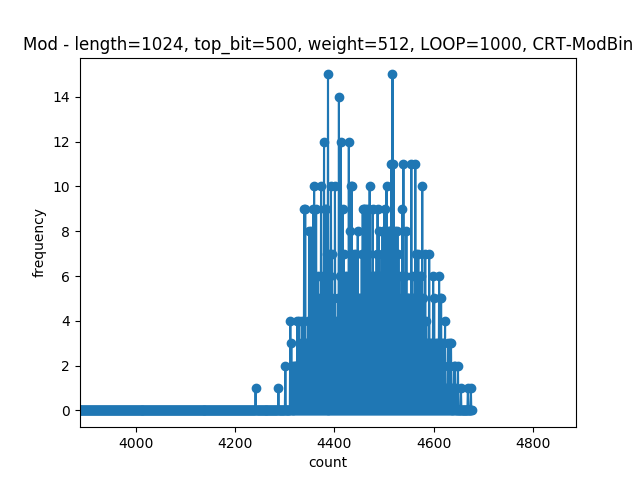 Mod - length=1024, top_bit=500, weight=512, LOOP=1000, CRT-ModBin
14
12
10
8
6
4
2
0
frequency
4000 4200 4400 4600 4800
count